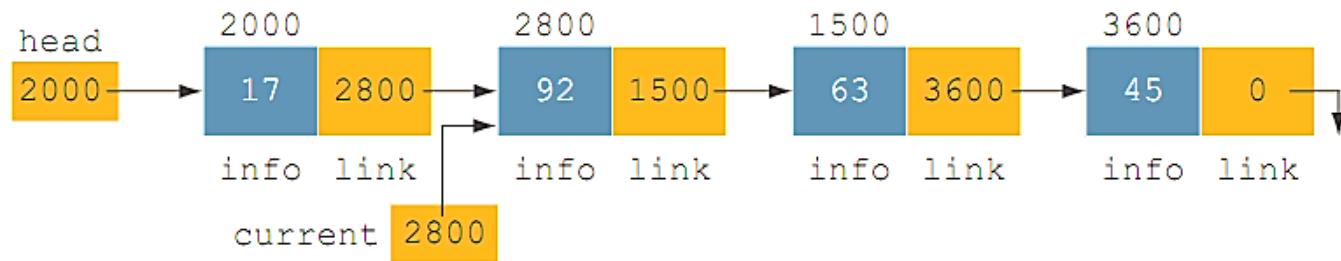 2000 2800 1500 3600
head
2000 17 2800 92 1500 63 3600 45 0
info link info link info link info link
current 2800